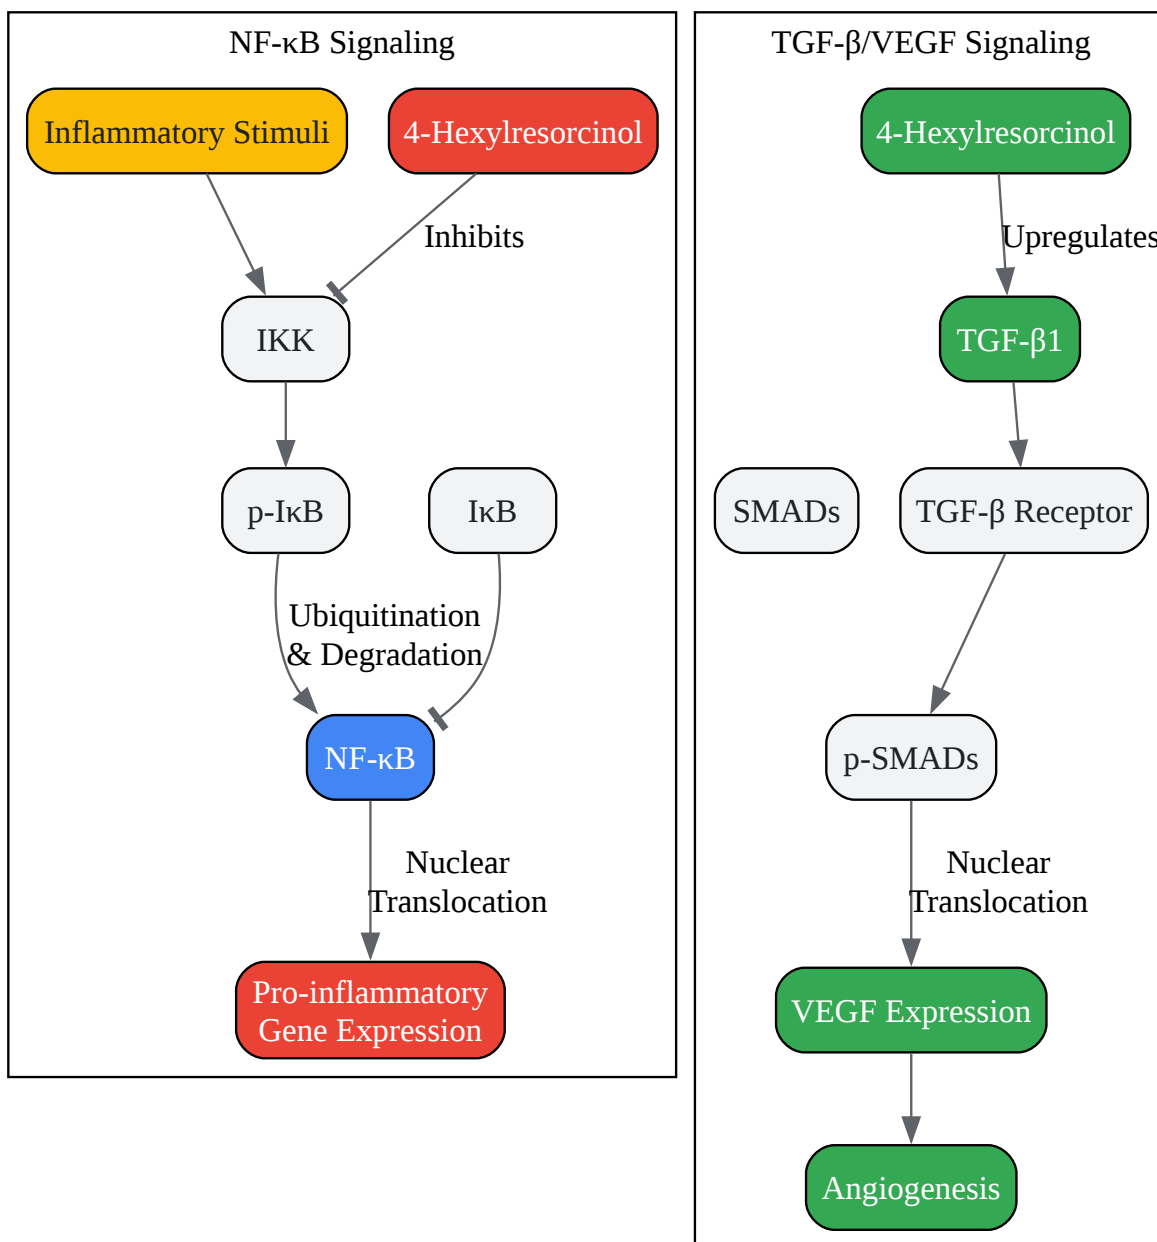 NF-κB Signaling
Inflammatory Stimuli
4-Hexylresorcinol
Inhibits
IKK
p-IκB
IκB
Ubiquitination
& Degradation
NF-κB
Nuclear
Translocation
Pro-inflammatory
Gene Expression
TGF-β/VEGF Signaling
4-Hexylresorcinol
Upregulates
TGF-β1
SMADs
TGF-β Receptor
p-SMADs
Nuclear
Translocation
VEGF Expression
Angiogenesis